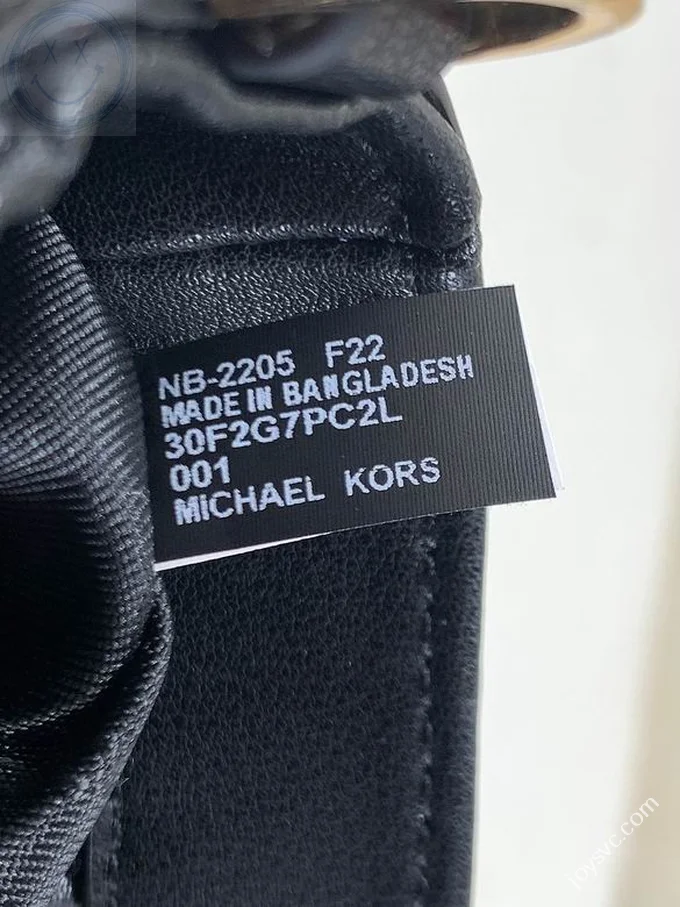 NB-2205 F22
MADE IN BANGLADESH
30F2G7PC2L
001
MICHAEL KORS
joysvc.com